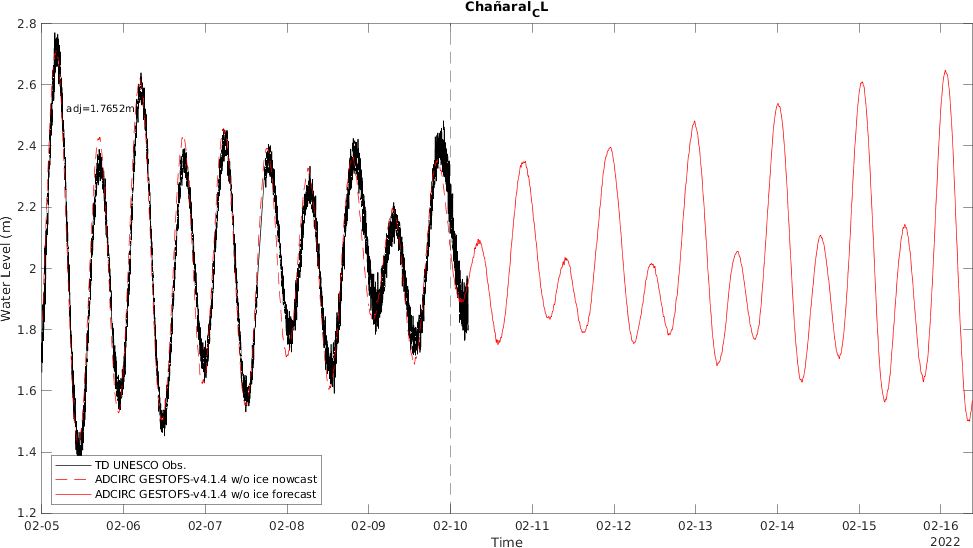 Chañaral_CL
2.8
2.6
adj=1.7652m
2.4
2.2
Water Level (m)
2
1.8
1.6
1.4
TD UNESCO Obs.
ADCIRC GESTOFS-v4.1.4 w/o ice nowcast
ADCIRC GESTOFS-v4.1.4 w/o ice forecast
1.2
02-05 02-06 02-07 02-08 02-09 02-10 02-11 02-12 02-13 02-14 02-15 02-16
Time 2022